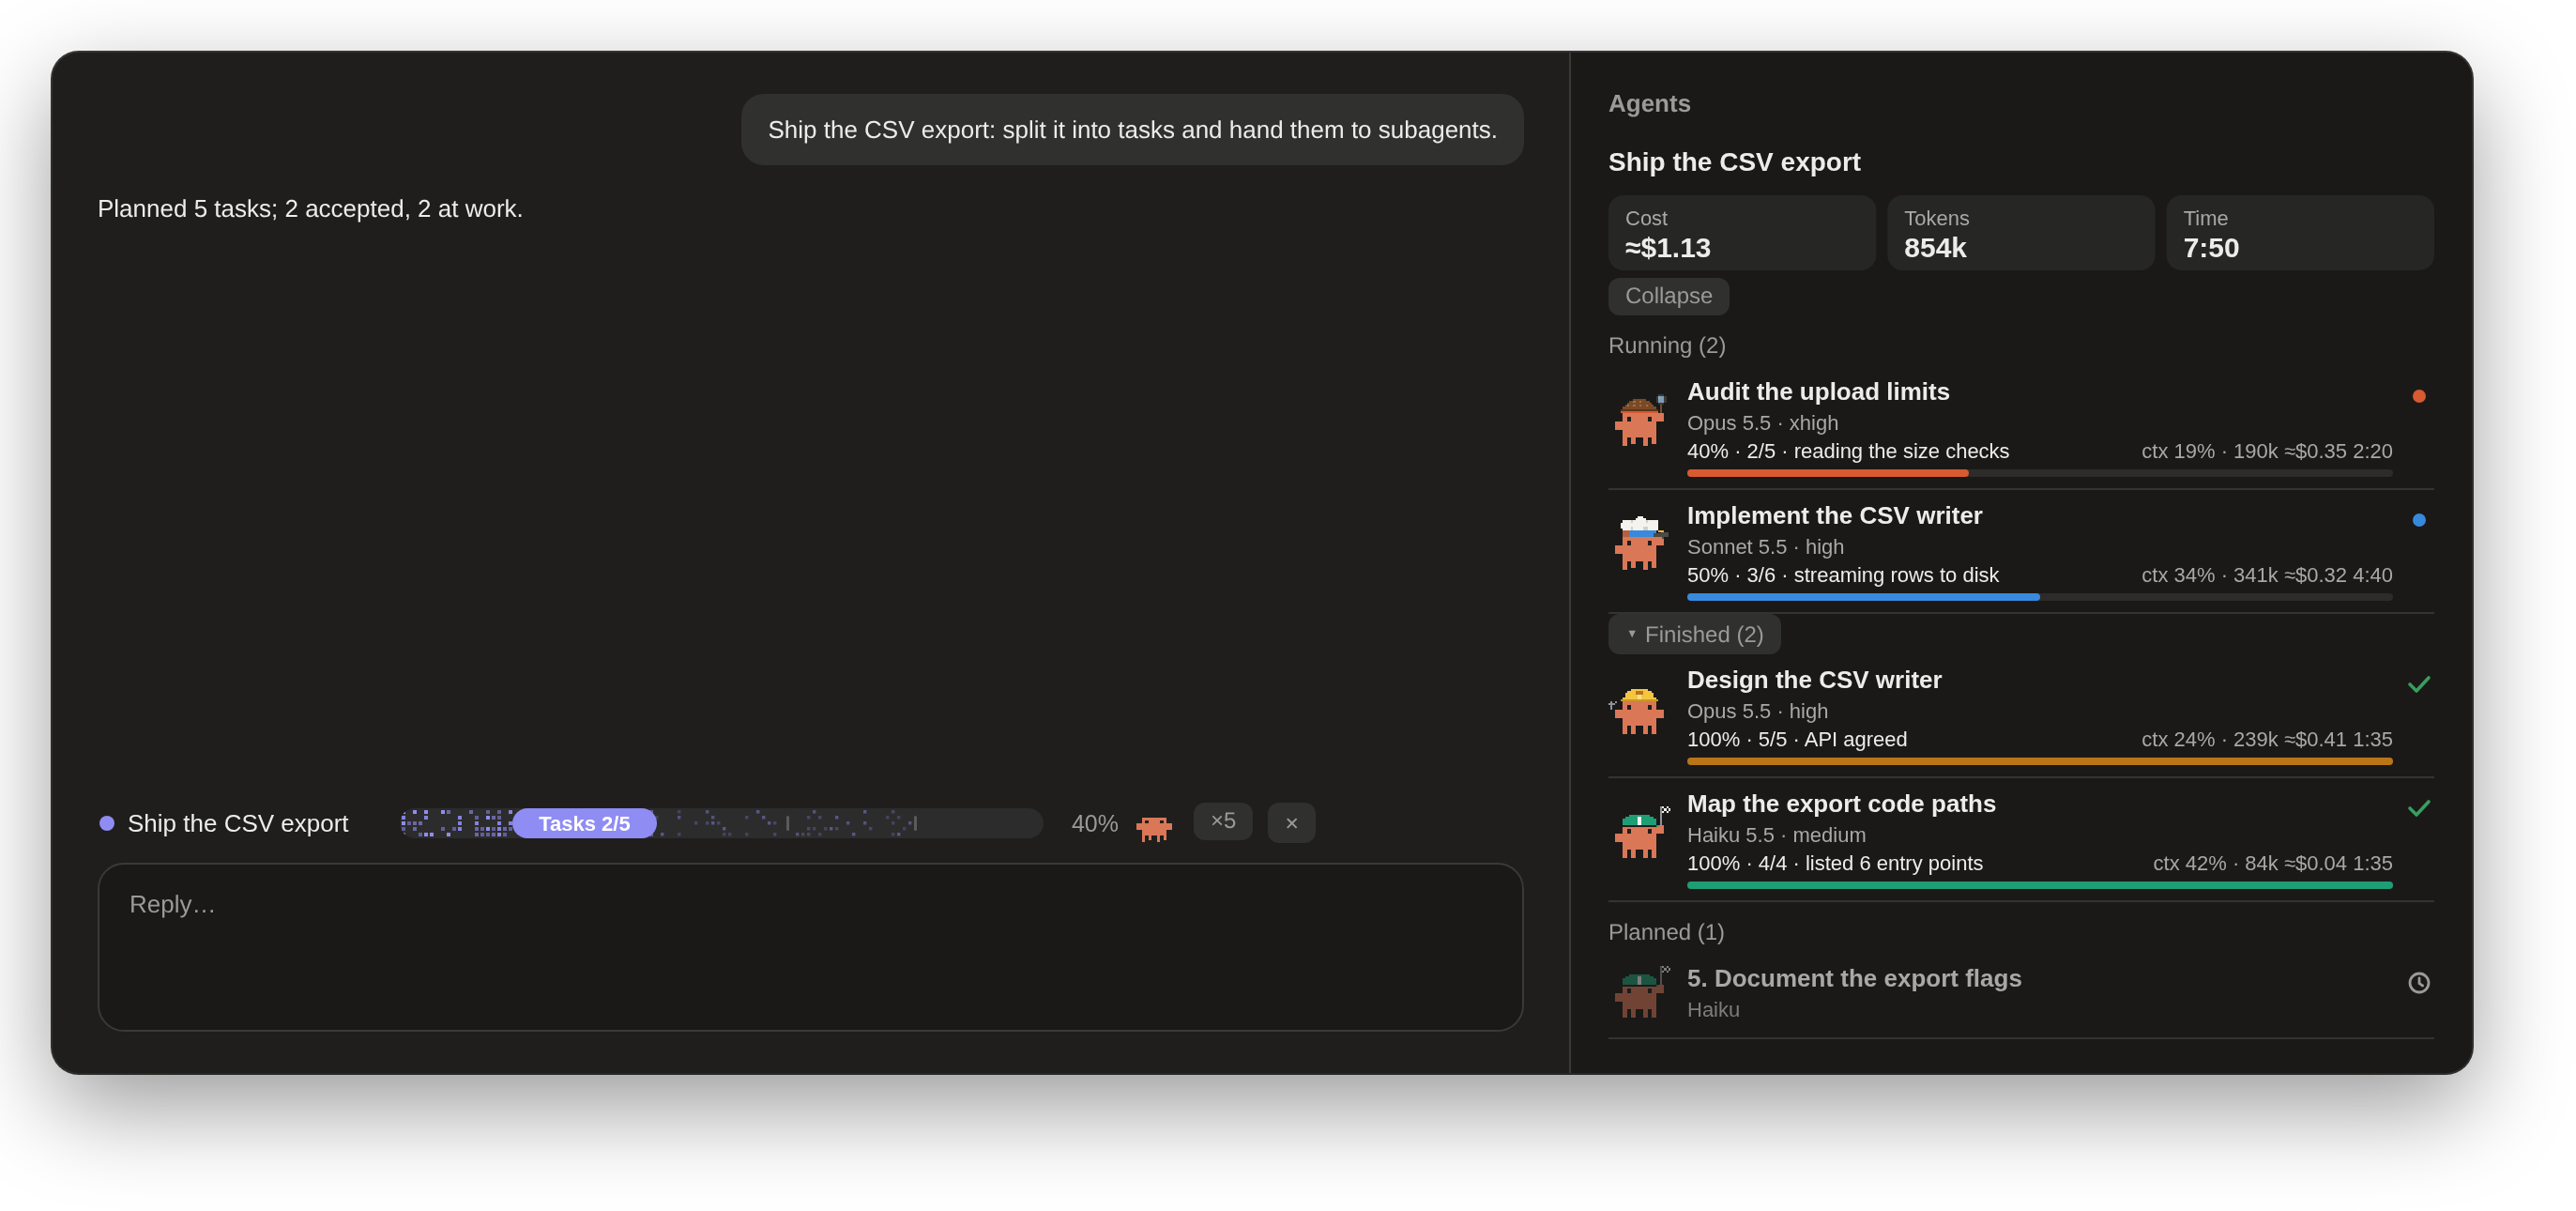 Ship the CSV export: split it into tasks and hand them to subagents.
Planned 5 tasks; 2 accepted, 2 at work.
Ship the CSV export
Tasks 2/5
40%
×5
×
Reply…
Agents
Ship the CSV export
Cost
≈$1.13
Tokens
854k
Time
7:50
Collapse
Running (2)
Audit the upload limits
Opus 5.5 · xhigh
40% · 2/5 · reading the size checks
ctx 19% · 190k ≈$0.35 2:20
Implement the CSV writer
Sonnet 5.5 · high
50% · 3/6 · streaming rows to disk
ctx 34% · 341k ≈$0.32 4:40
▾ Finished (2)
Design the CSV writer
Opus 5.5 · high
100% · 5/5 · API agreed
ctx 24% · 239k ≈$0.41 1:35
Map the export code paths
Haiku 5.5 · medium
100% · 4/4 · listed 6 entry points
ctx 42% · 84k ≈$0.04 1:35
Planned (1)
5. Document the export flags
Haiku